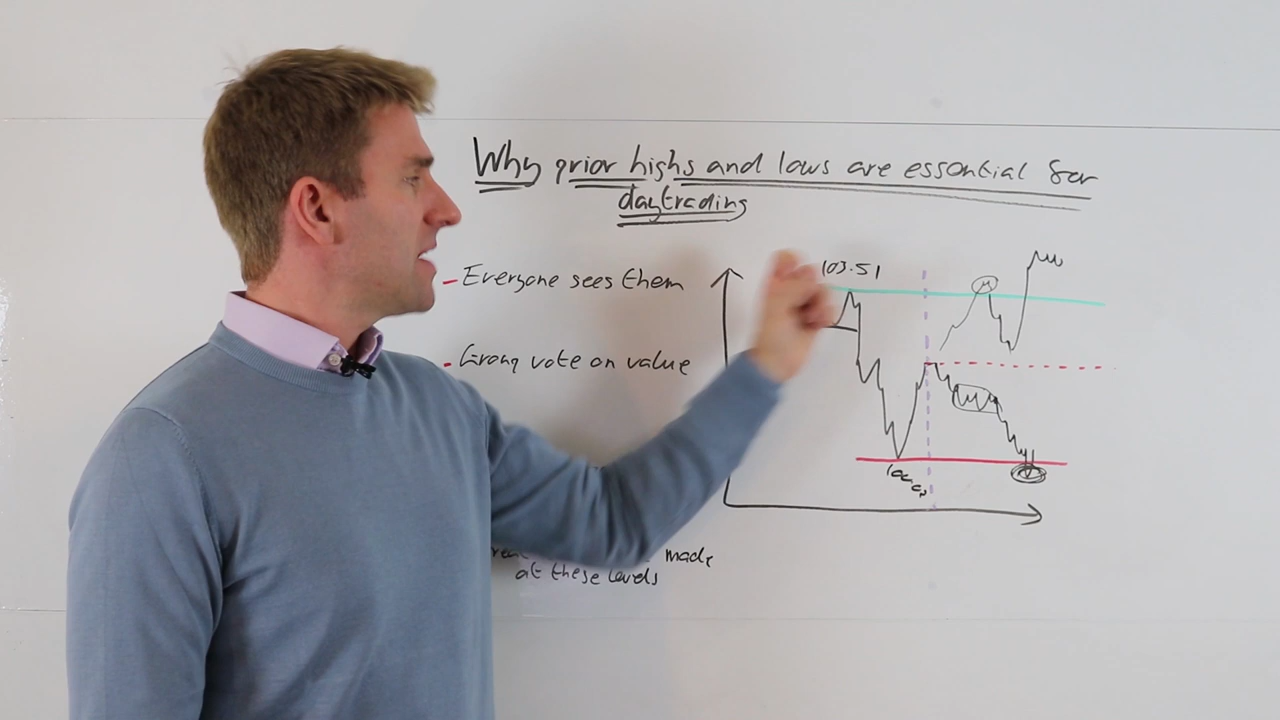 Why prior highs and lows are essential for
daytrading
- Everyone sees them
- Strong vote on value
made
at these levels
103.51